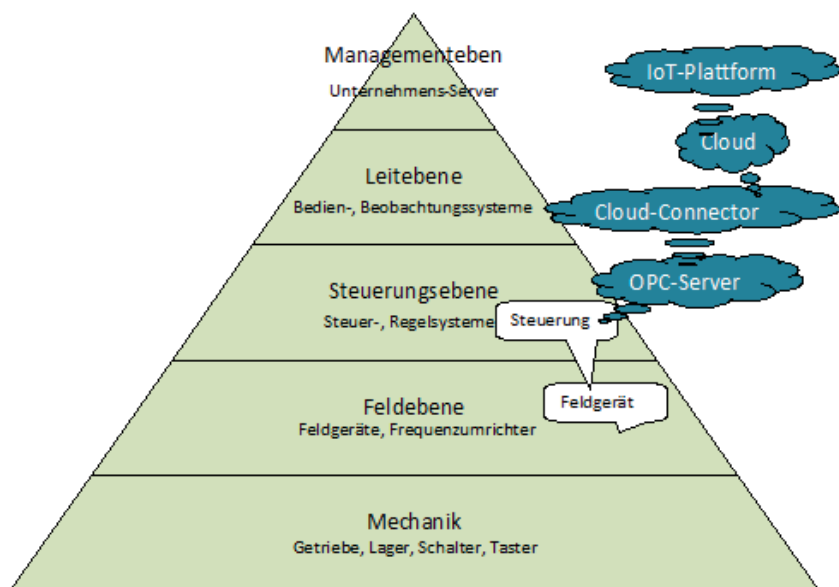 Managementeben
Unternehmens-Server
Leitebene
Bedien-, Beobachtungssysteme
Steuerungsebene
Steuer-, Regelsysteme
Feldebene
Feldgeräte, Frequenzumrichter
Mechanik
Getriebe, Lager, Schalter, Taster
IoT-Plattform
Cloud
Cloud-Connector
OPC-Server
Steuerung
Feldgerät